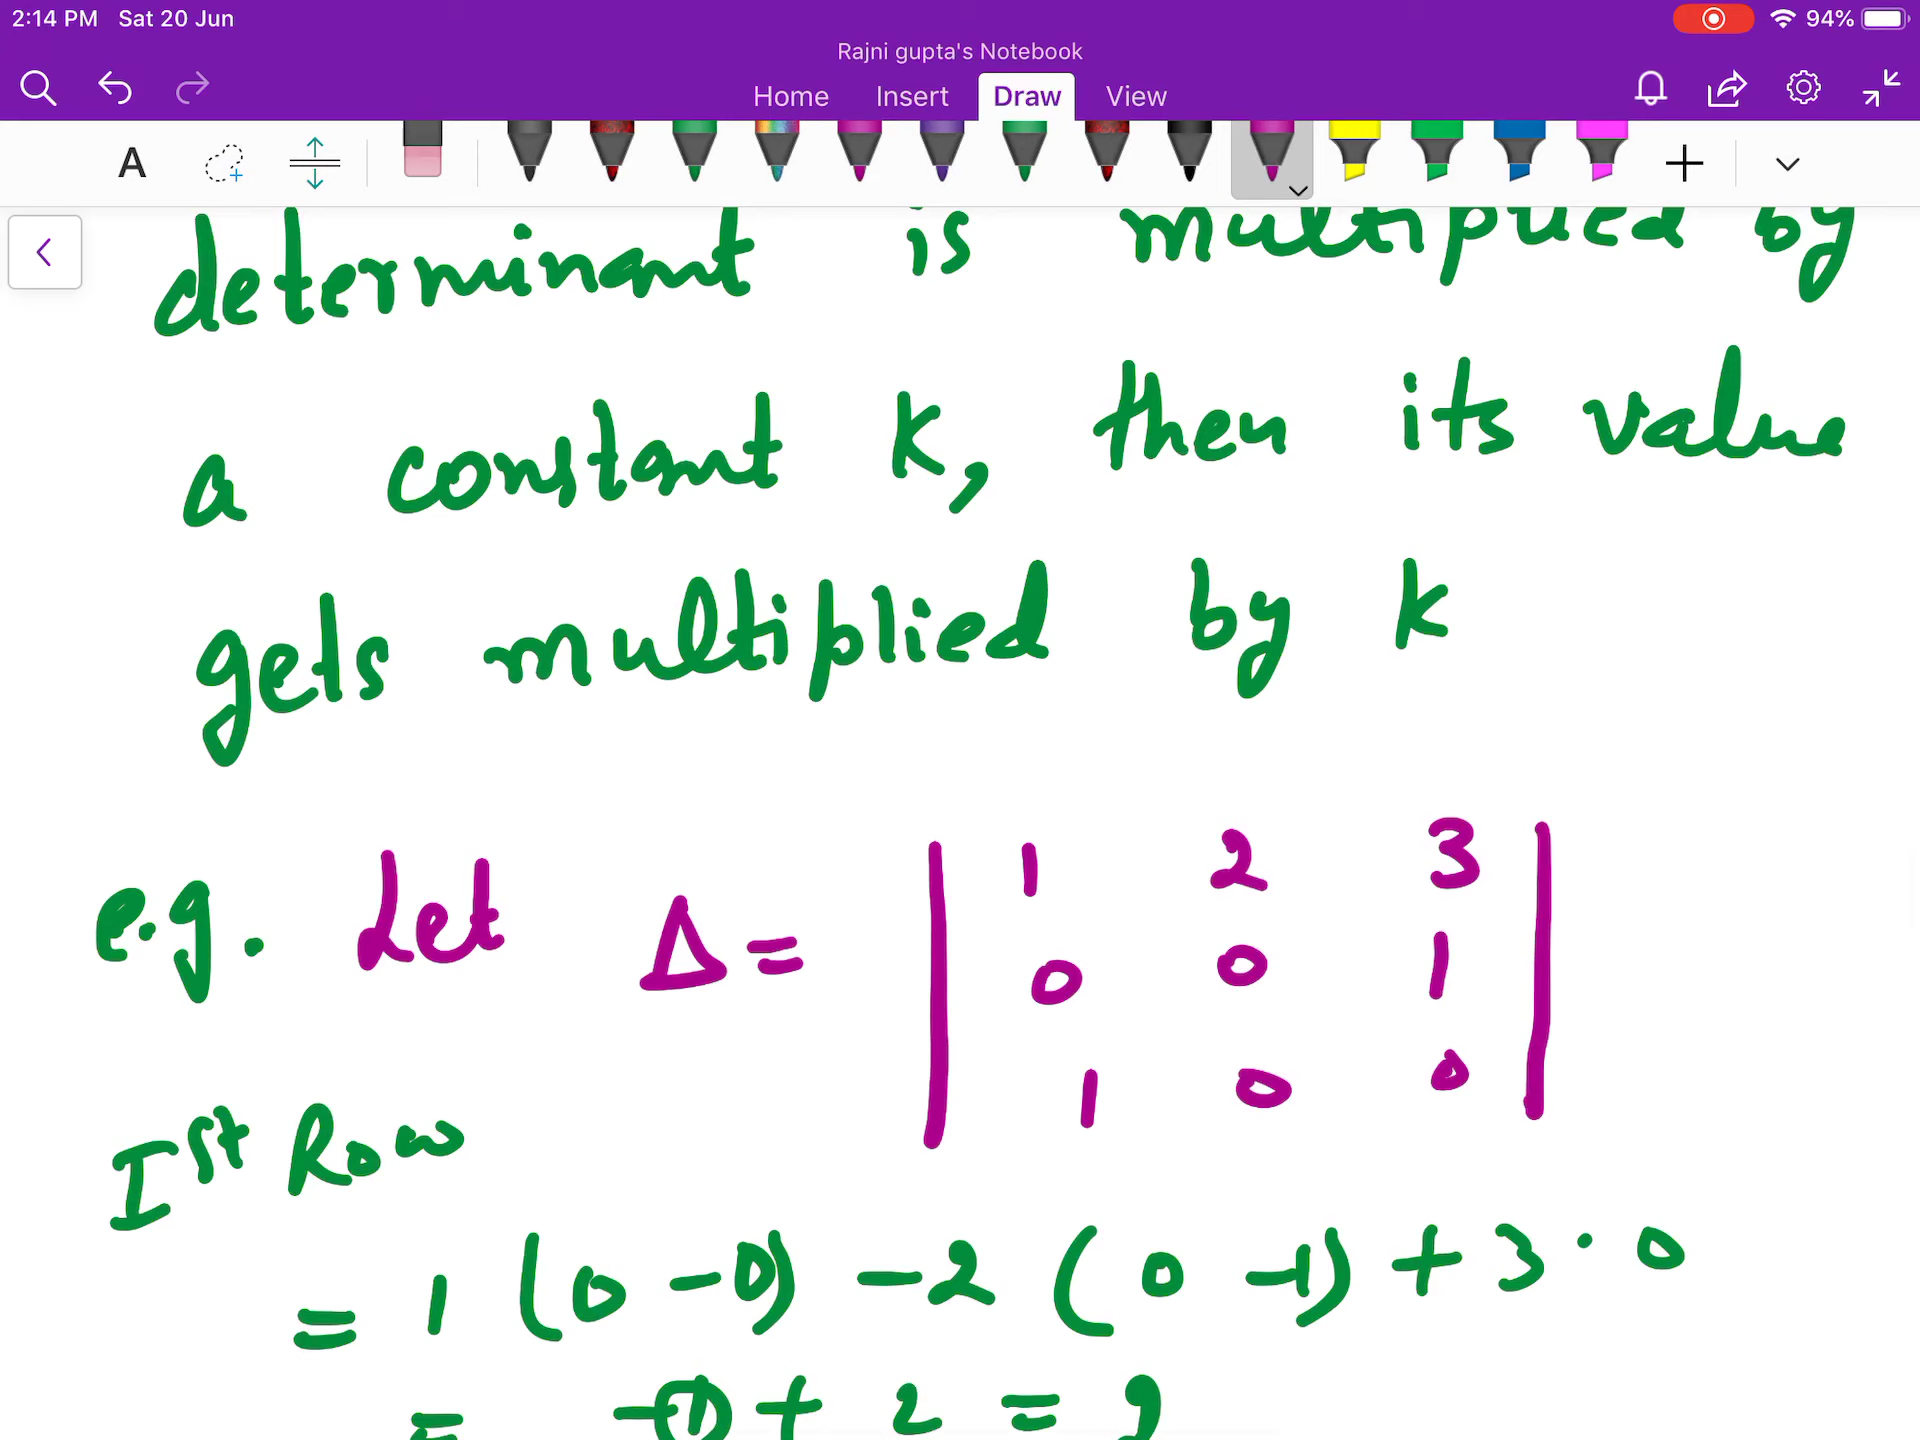 2:14 PM Sat 20 Jun 94%
Rajni gupta's Notebook
Home Insert Draw View
A
determinant is multiplied by
a constant k, then its value
gets multiplied by k
e.g. Let Δ = | 1 2 3 |
| 0 0 1 |
| 1 0 0 |
Ist Row
= 1 (0 - 0) - 2 (0 - 1) + 3 · 0
= + 2 =